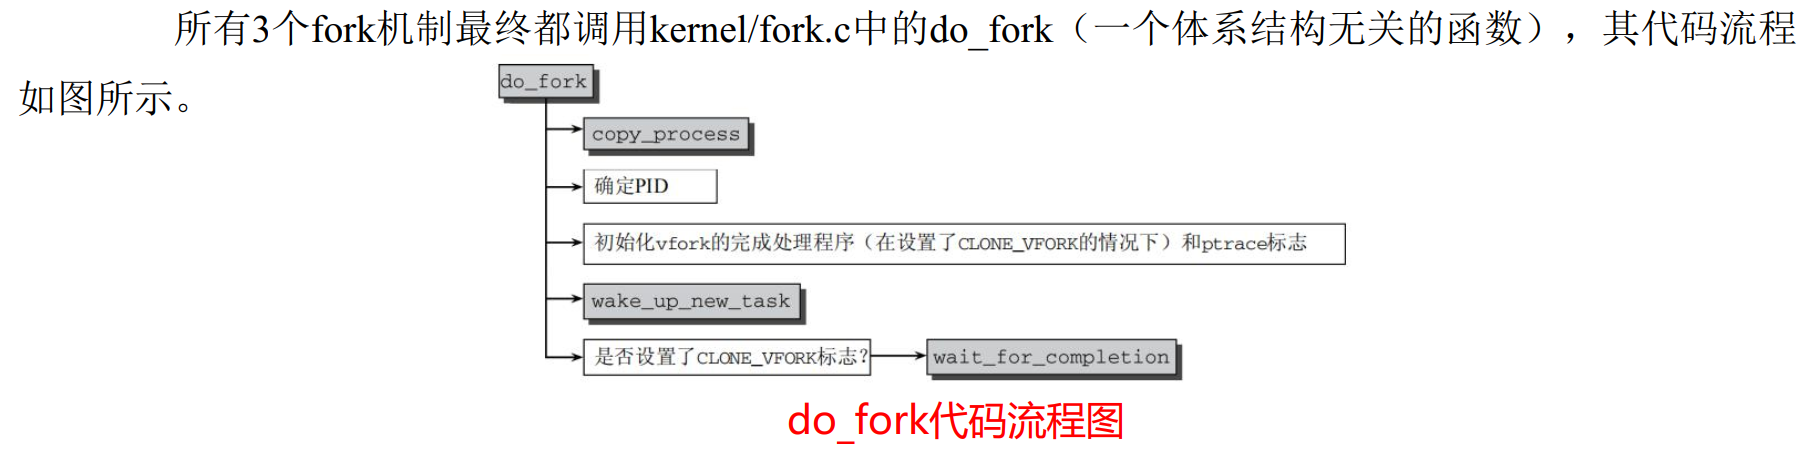 所有3个fork机制最终都调用kernel/fork.c中的do_fork（一个体系结构无关的函数），其代码流程
如图所示。
do_fork
copy_process
确定PID
初始化vfork的完成处理程序（在设置了CLONE_VFORK的情况下）和ptrace标志
wake_up_new_task
是否设置了CLONE_VFORK标志？
wait_for_completion
do_fork代码流程图